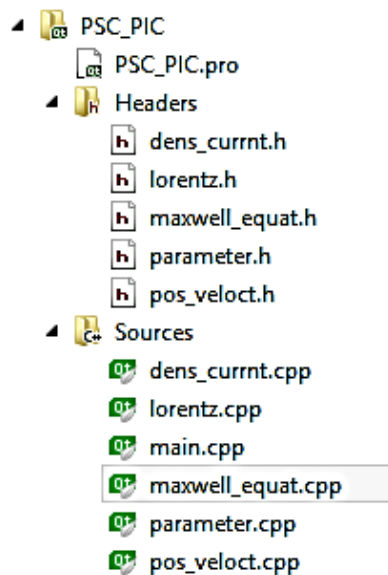 PSC_PIC
PSC_PIC.pro
Headers
dens_currnt.h
lorentz.h
maxwell_equat.h
parameter.h
pos_veloct.h
Sources
dens_currnt.cpp
lorentz.cpp
main.cpp
maxwell_equat.cpp
parameter.cpp
pos_veloct.cpp